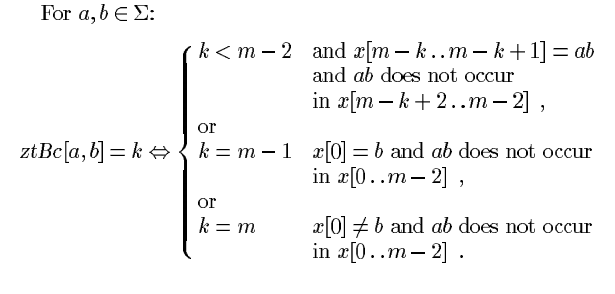 For a, b ∈ Σ:
k < m − 2 and x[m − k . . m − k + 1] = ab
and ab does not occur
in x[m − k + 2 . . m − 2] ,
or
ztBc[a, b] = k ⇔ { k = m − 1 x[0] = b and ab does not occur
in x[0 . . m − 2] ,
or
k = m x[0] ≠ b and ab does not occur
in x[0 . . m − 2] .